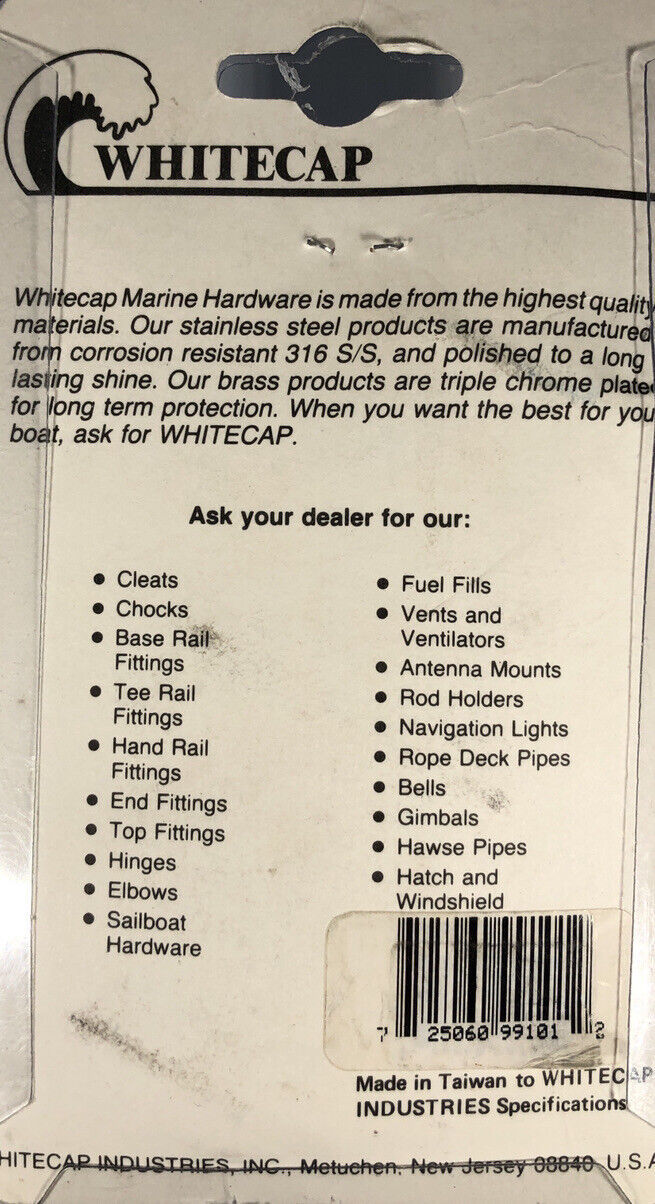 WHITECAP
Whitecap Marine Hardware is made from the highest quality
materials. Our stainless steel products are manufactured
from corrosion resistant 316 S/S, and polished to a long
lasting shine. Our brass products are triple chrome plate
for long term protection. When you want the best for you
boat, ask for WHITECAP.
Ask your dealer for our:
• Cleats
• Chocks
• Base Rail
Fittings
• Tee Rail
Fittings
• Hand Rail
Fittings
• End Fittings
• Top Fittings
• Hinges
• Elbows
• Sailboat
Hardware
• Fuel Fills
• Vents and
Ventilators
• Antenna Mounts
• Rod Holders
• Navigation Lights
• Rope Deck Pipes
• Bells
• Gimbals
• Hawse Pipes
• Hatch and
Windshield
7 25060 99101 2
Made in Taiwan to WHITECAP
INDUSTRIES Specifications
HITECAP INDUSTRIES, INC., Metuchen, New Jersey 08840 U.S.A